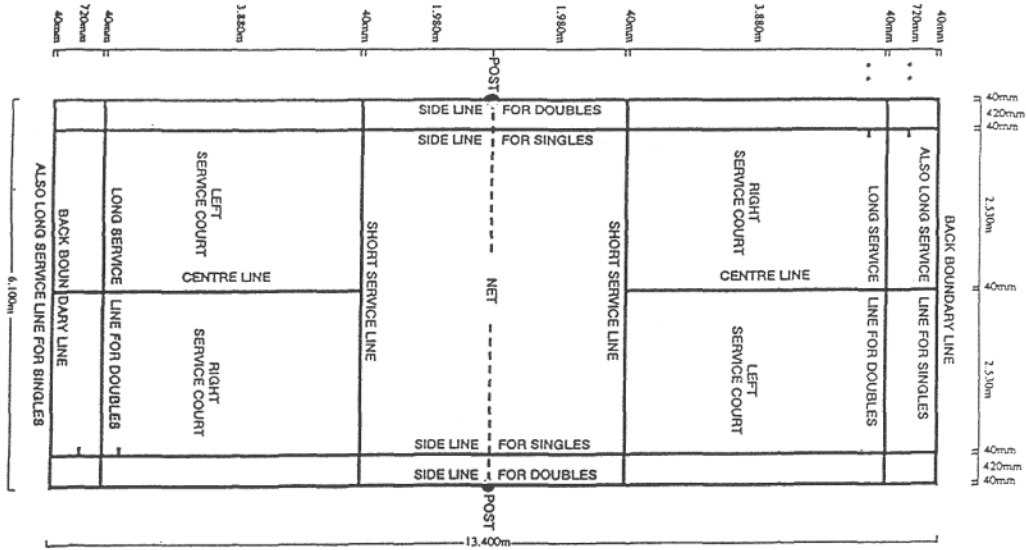 40mm
720mm
40mm
3.880m
40mm
1.980m
1.980m
40mm
3.880m
40mm
720mm
40mm
* *
* *
POST
SIDE LINE FOR DOUBLES
SIDE LINE FOR SINGLES
40mm
420mm
40mm
2.530m
40mm
2.530m
40mm
420mm
40mm
LEFT
SERVICE COURT
RIGHT
SERVICE COURT
CENTRE LINE
CENTRE LINE
RIGHT
SERVICE COURT
LEFT
SERVICE COURT
ALSO LONG SERVICE LINE FOR SINGLES
BACK BOUNDARY LINE
LONG SERVICE LINE FOR DOUBLES
SHORT SERVICE LINE
NET
SHORT SERVICE LINE
LONG SERVICE LINE FOR DOUBLES
ALSO LONG SERVICE LINE FOR SINGLES
BACK BOUNDARY LINE
SIDE LINE FOR SINGLES
SIDE LINE FOR DOUBLES
POST
6.100m
13.400m